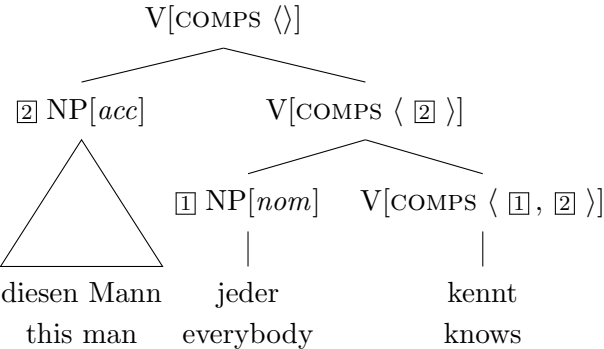 V[COMPS ⟨⟩]
2 NP[acc] V[COMPS ⟨ 2 ⟩]
1 NP[nom] V[COMPS ⟨ 1, 2 ⟩]
diesen Mann jeder kennt
this man everybody knows